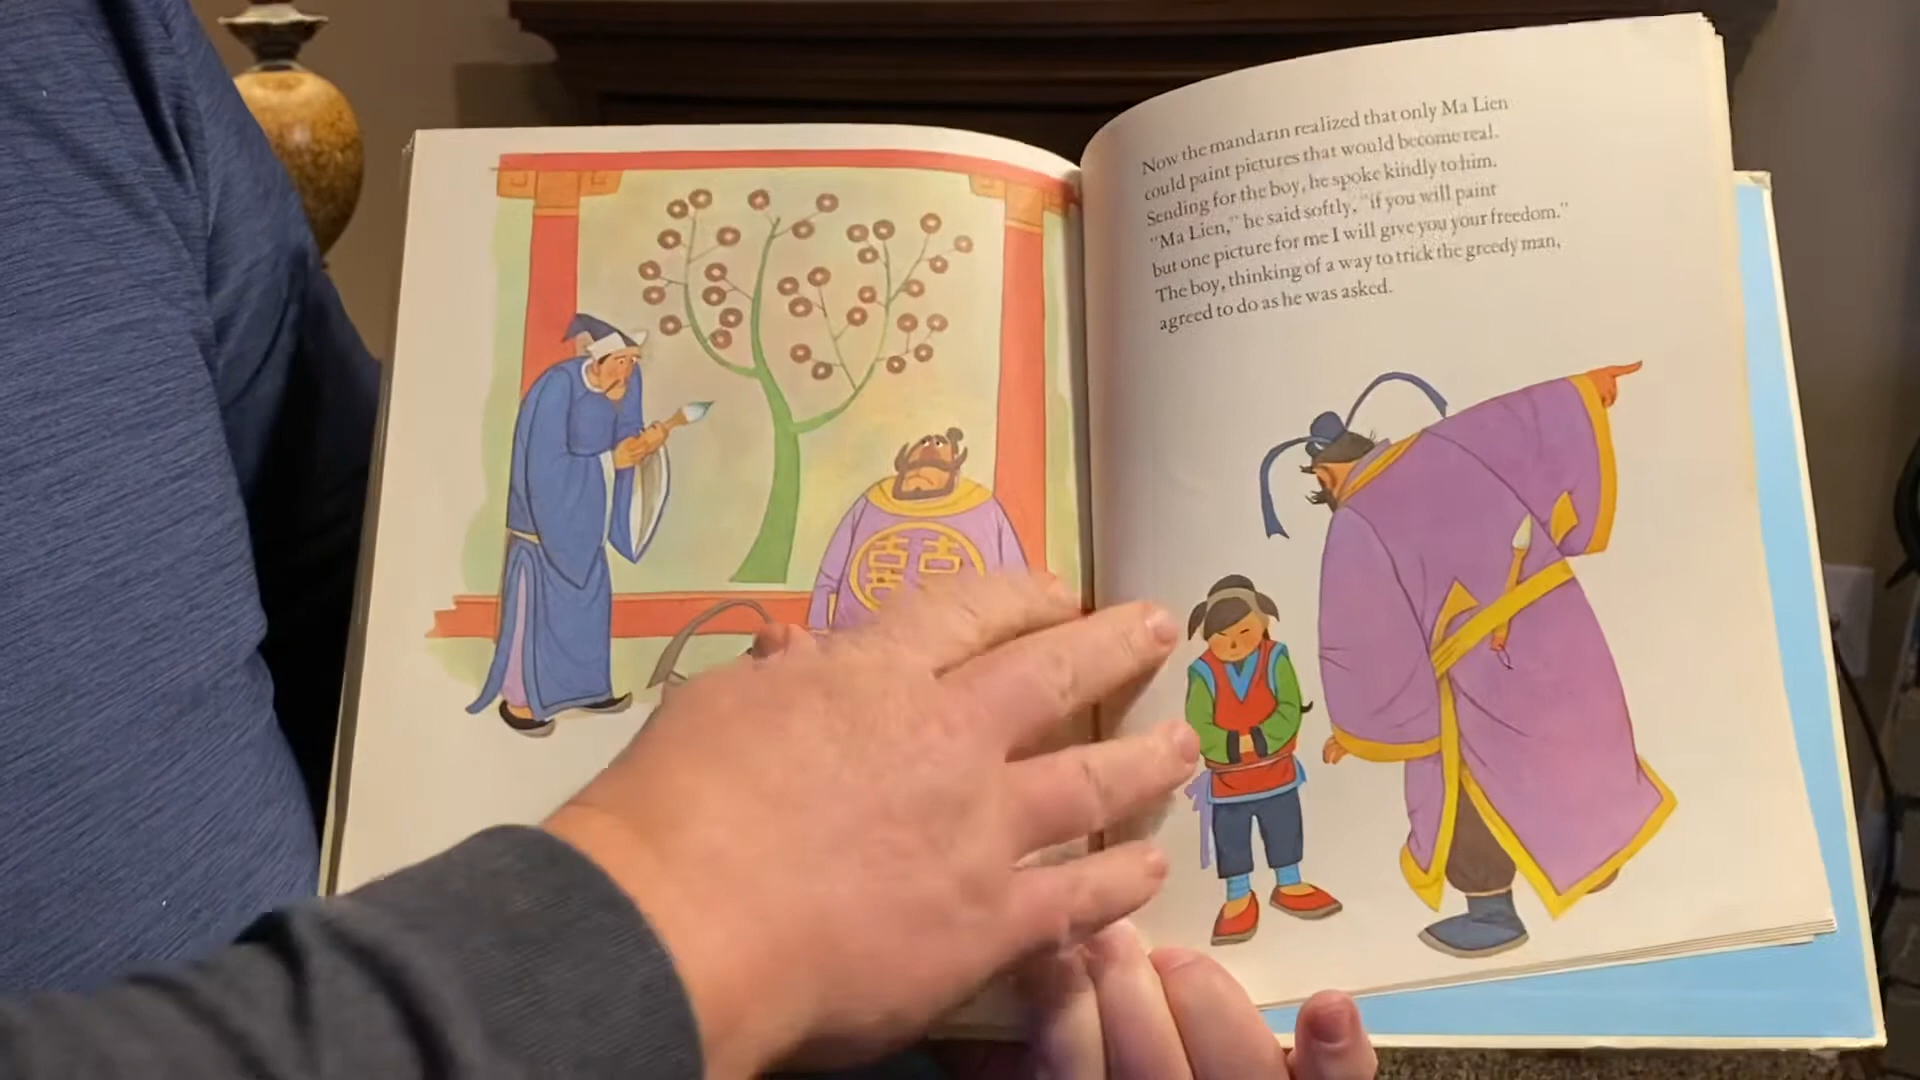 Now the mandarin realized that only Ma Lien
could paint pictures that would become real.
Sending for the boy, he spoke kindly to him.
"Ma Lien," he said softly, "if you will paint
but one picture for me I will give you your freedom."
The boy, thinking of a way to trick the greedy man,
agreed to do as he was asked.